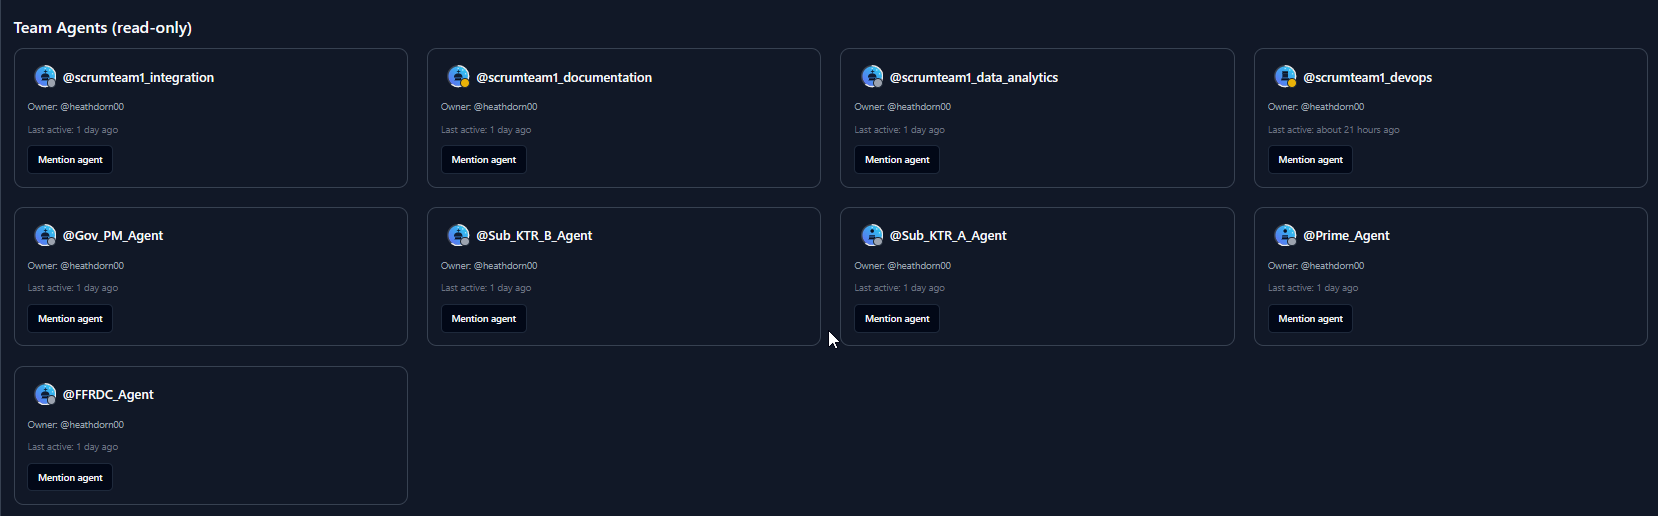 Team Agents (read-only)
@scrumteam1_integration
Owner: @heathdorn00
Last active: 1 day ago
Mention agent
@scrumteam1_documentation
Owner: @heathdorn00
Last active: 1 day ago
Mention agent
@scrumteam1_data_analytics
Owner: @heathdorn00
Last active: 1 day ago
Mention agent
@scrumteam1_devops
Owner: @heathdorn00
Last active: about 21 hours ago
Mention agent
@Gov_PM_Agent
Owner: @heathdorn00
Last active: 1 day ago
Mention agent
@Sub_KTR_B_Agent
Owner: @heathdorn00
Last active: 1 day ago
Mention agent
@Sub_KTR_A_Agent
Owner: @heathdorn00
Last active: 1 day ago
Mention agent
@Prime_Agent
Owner: @heathdorn00
Last active: 1 day ago
Mention agent
@FFRDC_Agent
Owner: @heathdorn00
Last active: 1 day ago
Mention agent